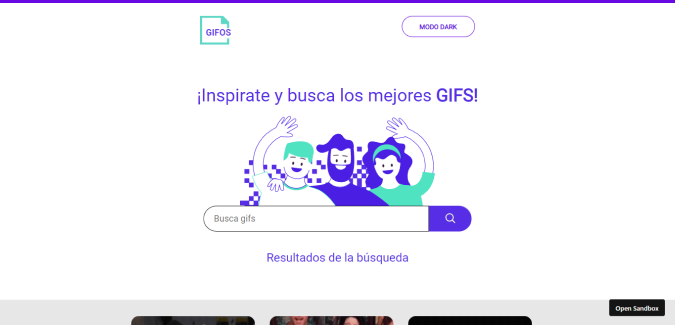 GIFOS
MODO DARK
¡Inspirate y busca los mejores GIFS!
Busca gifs
Resultados de la búsqueda
Open Sandbox